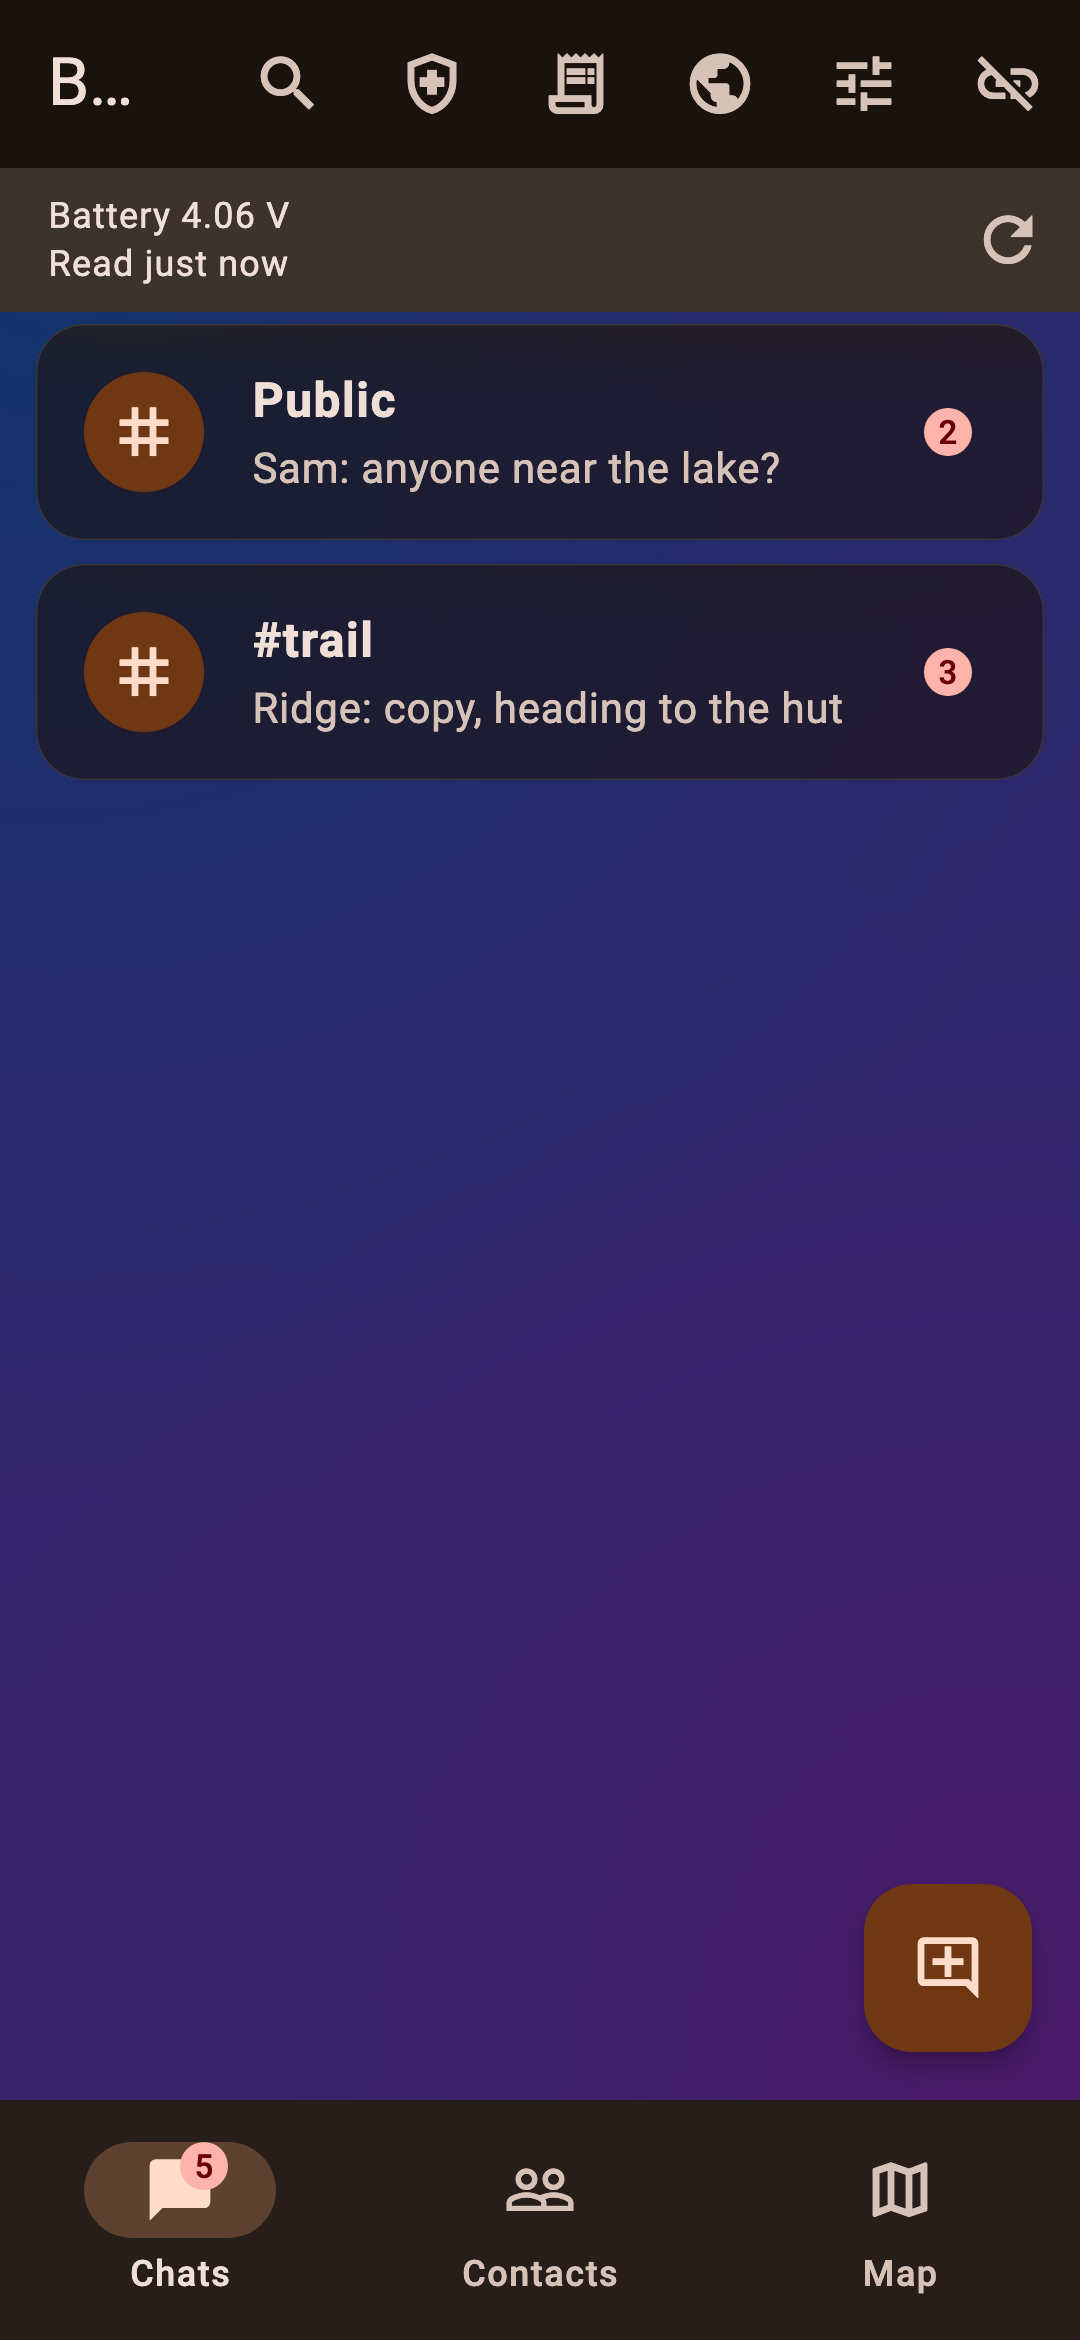 B...
Battery 4.06 V
Read just now
Public
Sam: anyone near the lake?
2
#trail
Ridge: copy, heading to the hut
3
5
Chats
Contacts
Map